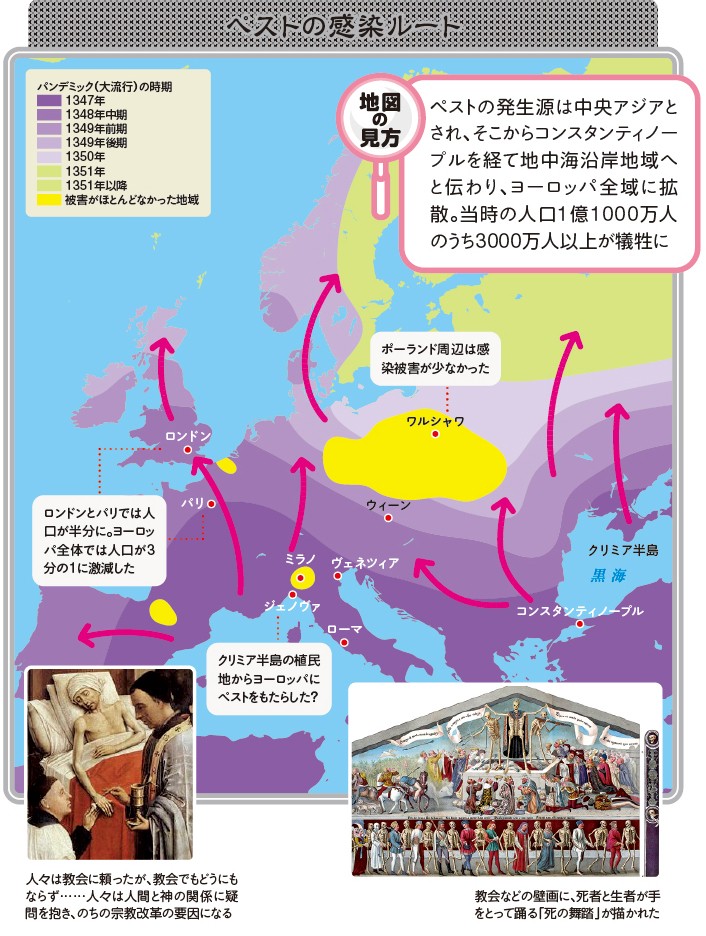 ペストの感染ルート
パンデミック(大流行)の時期
1347年
1348年中期
1349年前期
1349年後期
1350年
1351年
1351年以降
被害がほとんどなかった地域
地図
の
見方
ペストの発生源は中央アジアと
され、そこからコンスタンティノー
プルを経て地中海沿岸地域へ
と伝わり、ヨーロッパ全域に拡
散。当時の人口1億1000万人
のうち3000万人以上が犠牲に
ポーランド周辺は感
染被害が少なかった
ワルシャワ
ロンドン
パリ
ウィーン
ロンドンとパリでは人
口が半分に。ヨーロッ
パ全体では人口が3
分の1に激減した
クリミア半島
黒海
ミラノ
ヴェネツィア
ジェノヴァ
コンスタンティノープル
ローマ
クリミア半島の植民
地からヨーロッパに
ペストをもたらした?
人々は教会に頼ったが、教会でもどうにも
ならず……人々は人間と神の関係に疑
問を抱き、のちの宗教改革の要因になる
教会などの壁画に、死者と生者が手
をとって踊る「死の舞踏」が描かれた